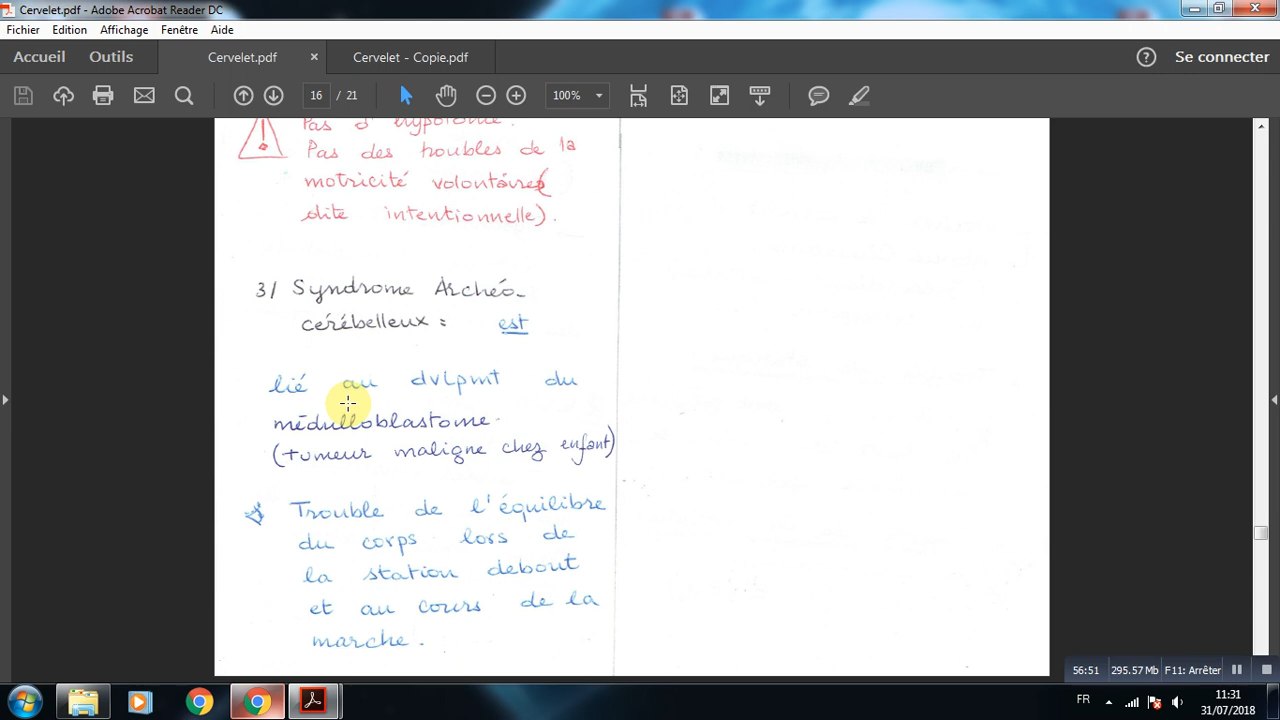 Cervelet.pdf - Adobe Acrobat Reader DC
Fichier Edition Affichage Fenêtre Aide
Accueil Outils Cervelet.pdf × Cervelet - Copie.pdf Se connecter
16 / 21 100%
Pas d'hypotonie.
Pas des troubles de la
motricité volontaires(
dite intentionnelle).
3/ Syndrome Archéo-
cérébelleux : est
lié au dvlpmt du
médulloblastome.
(tumeur maligne chez enfant)
Trouble de l'équilibre
du corps lors de
la station debout
et au cours de la
marche.
56:51 295.57 Mb F11: Arrêter
FR 11:31
31/07/2018